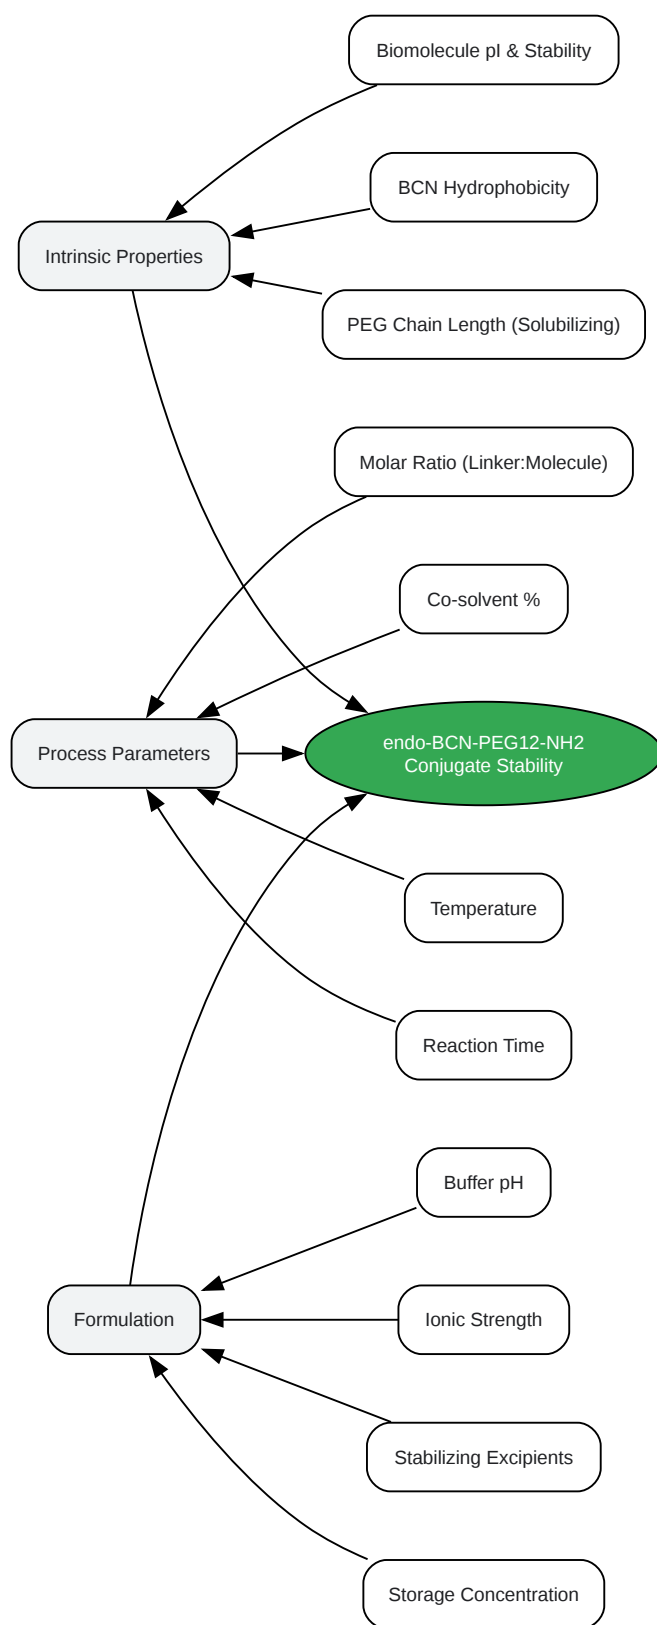 Biomolecule pI & Stability
BCN Hydrophobicity
Intrinsic Properties
PEG Chain Length (Solubilizing)
Molar Ratio (Linker:Molecule)
Co-solvent %
Process Parameters
endo-BCN-PEG12-NH2
Conjugate Stability
Temperature
Reaction Time
Buffer pH
Formulation
Ionic Strength
Stabilizing Excipients
Storage Concentration